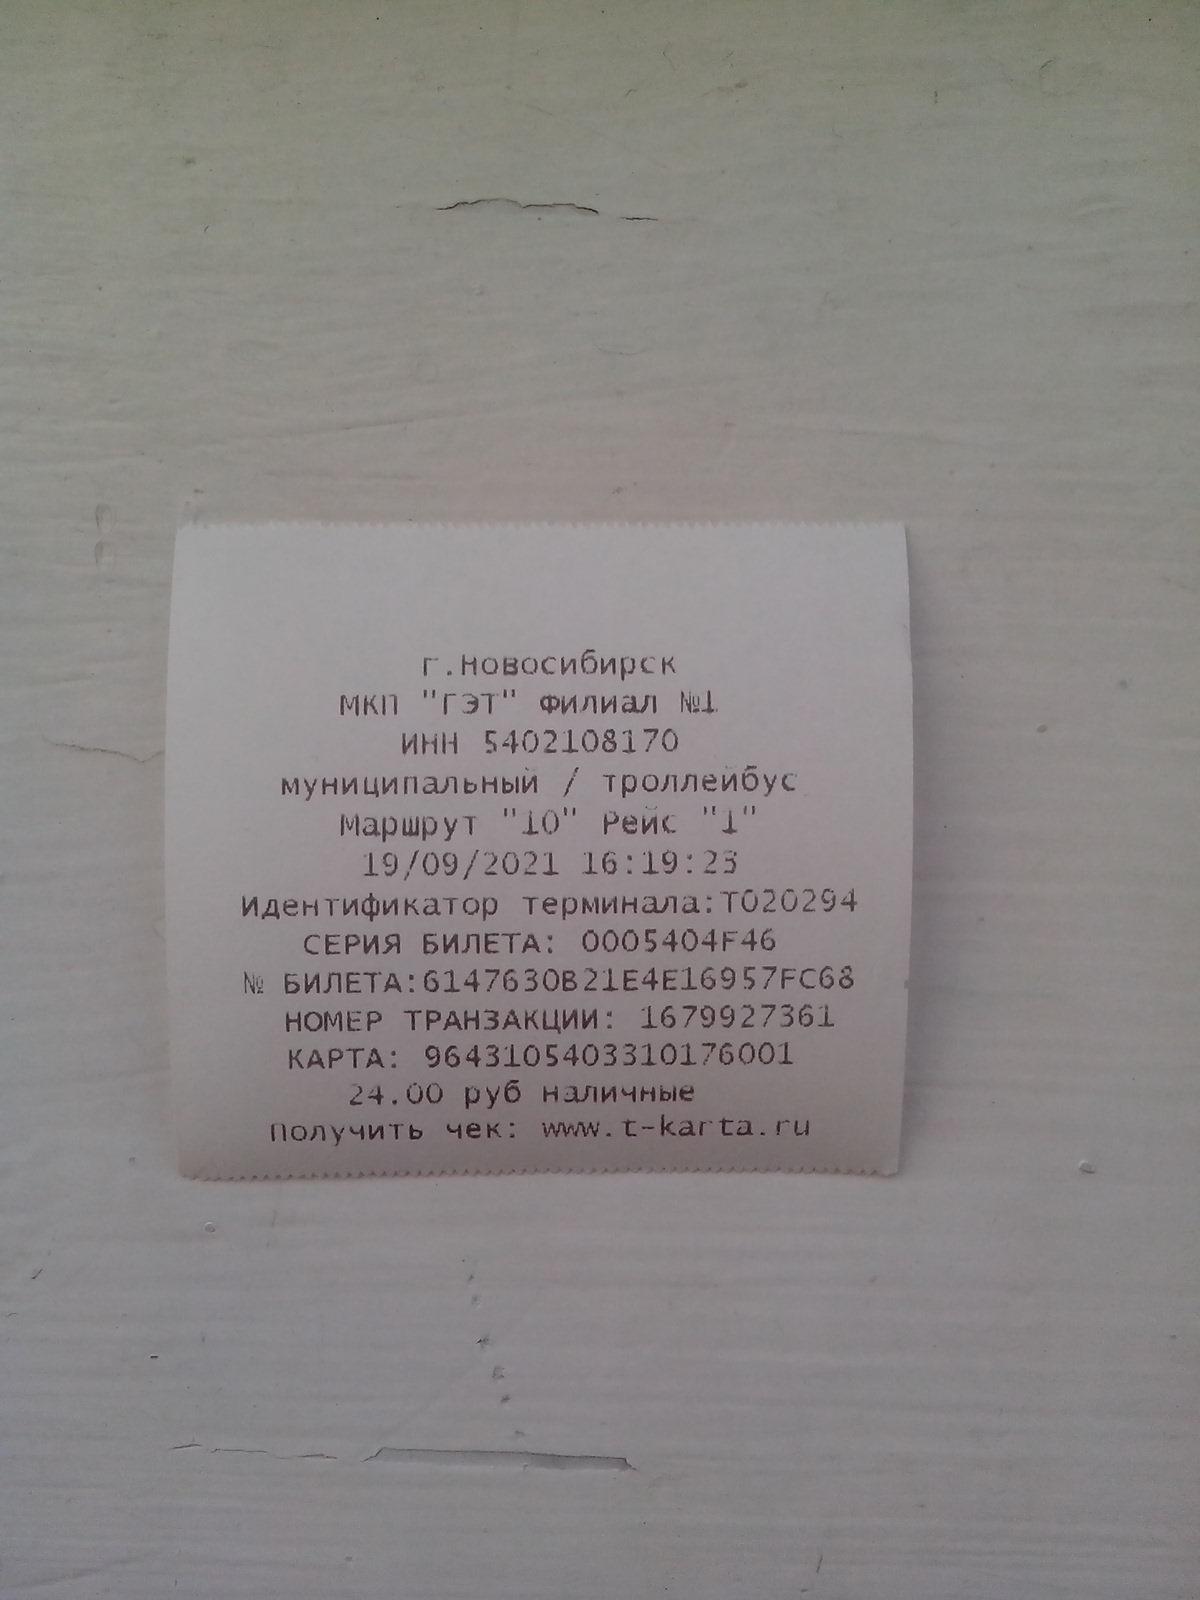 г.Новосибирск
МКП "ГЭТ" Филиал №1
ИНН 5402108170
муниципальный / троллейбус
Маршрут "10" Рейс "1"
19/09/2021 16:19:23
Идентификатор терминала:T020294
СЕРИЯ БИЛЕТА: 0005404F46
№ БИЛЕТА:6147630B21E4E16957FC68
НОМЕР ТРАНЗАКЦИИ: 1679927361
КАРТА: 9643105403310176001
24.00 руб наличные
Получить чек: www.t-karta.ru